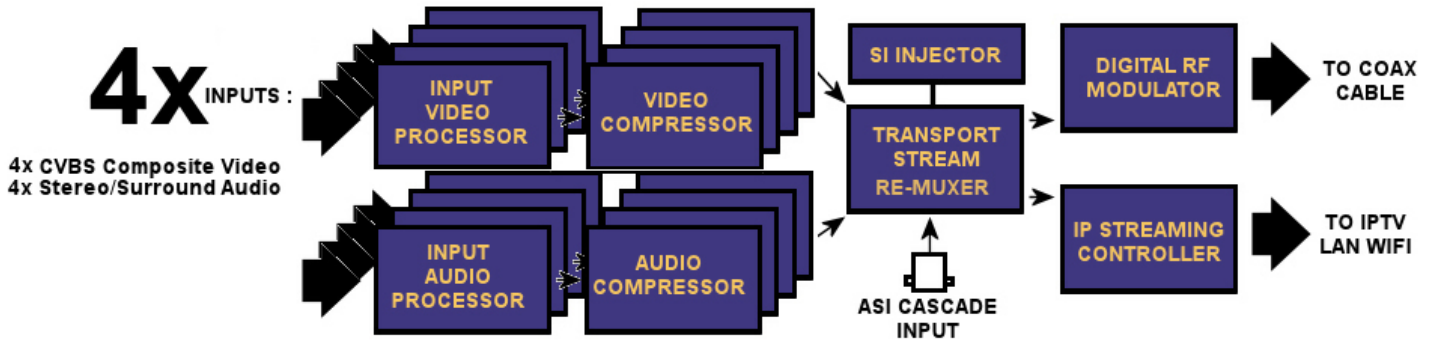 4x INPUTS :
4x CVBS Composite Video
4x Stereo/Surround Audio
INPUT
VIDEO
PROCESSOR
VIDEO
COMPRESSOR
INPUT
AUDIO
PROCESSOR
AUDIO
COMPRESSOR
SI INJECTOR
TRANSPORT
STREAM
RE-MUXER
ASI CASCADE
INPUT
DIGITAL RF
MODULATOR
TO COAX
CABLE
IP STREAMING
CONTROLLER
TO IPTV
LAN WIFI